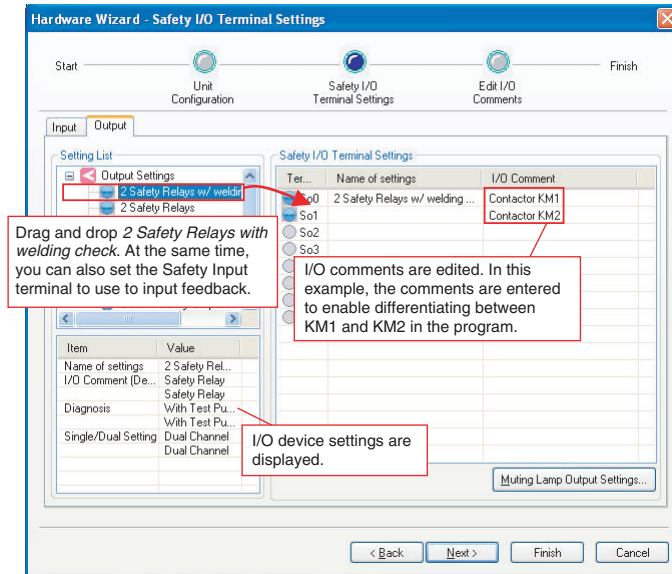 Hardware Wizard - Safety I/O Terminal Settings
Start
Unit
Configuration
Safety I/O
Terminal Settings
Edit I/O
Comments
Finish
Input
Output
Setting List
Output Settings
2 Safety Relays w/ weldin
2 Safety Relays
Drag and drop 2 Safety Relays with
welding check. At the same time,
you can also set the Safety Input
terminal to use to input feedback.
Item Value
Name of settings 2 Safety Rel...
I/O Comment (De... Safety Relay
Safety Relay
Diagnosis With Test Pu...
With Test Pu...
Single/Dual Setting Dual Channel
Dual Channel
Safety I/O Terminal Settings
Ter... Name of settings I/O Comment
So0 2 Safety Relays w/ welding ... Contactor KM1
So1 Contactor KM2
So2
So3
I/O comments are edited. In this
example, the comments are entered
to enable differentiating between
KM1 and KM2 in the program.
I/O device settings are
displayed.
Muting Lamp Output Settings...
< Back Next > Finish Cancel